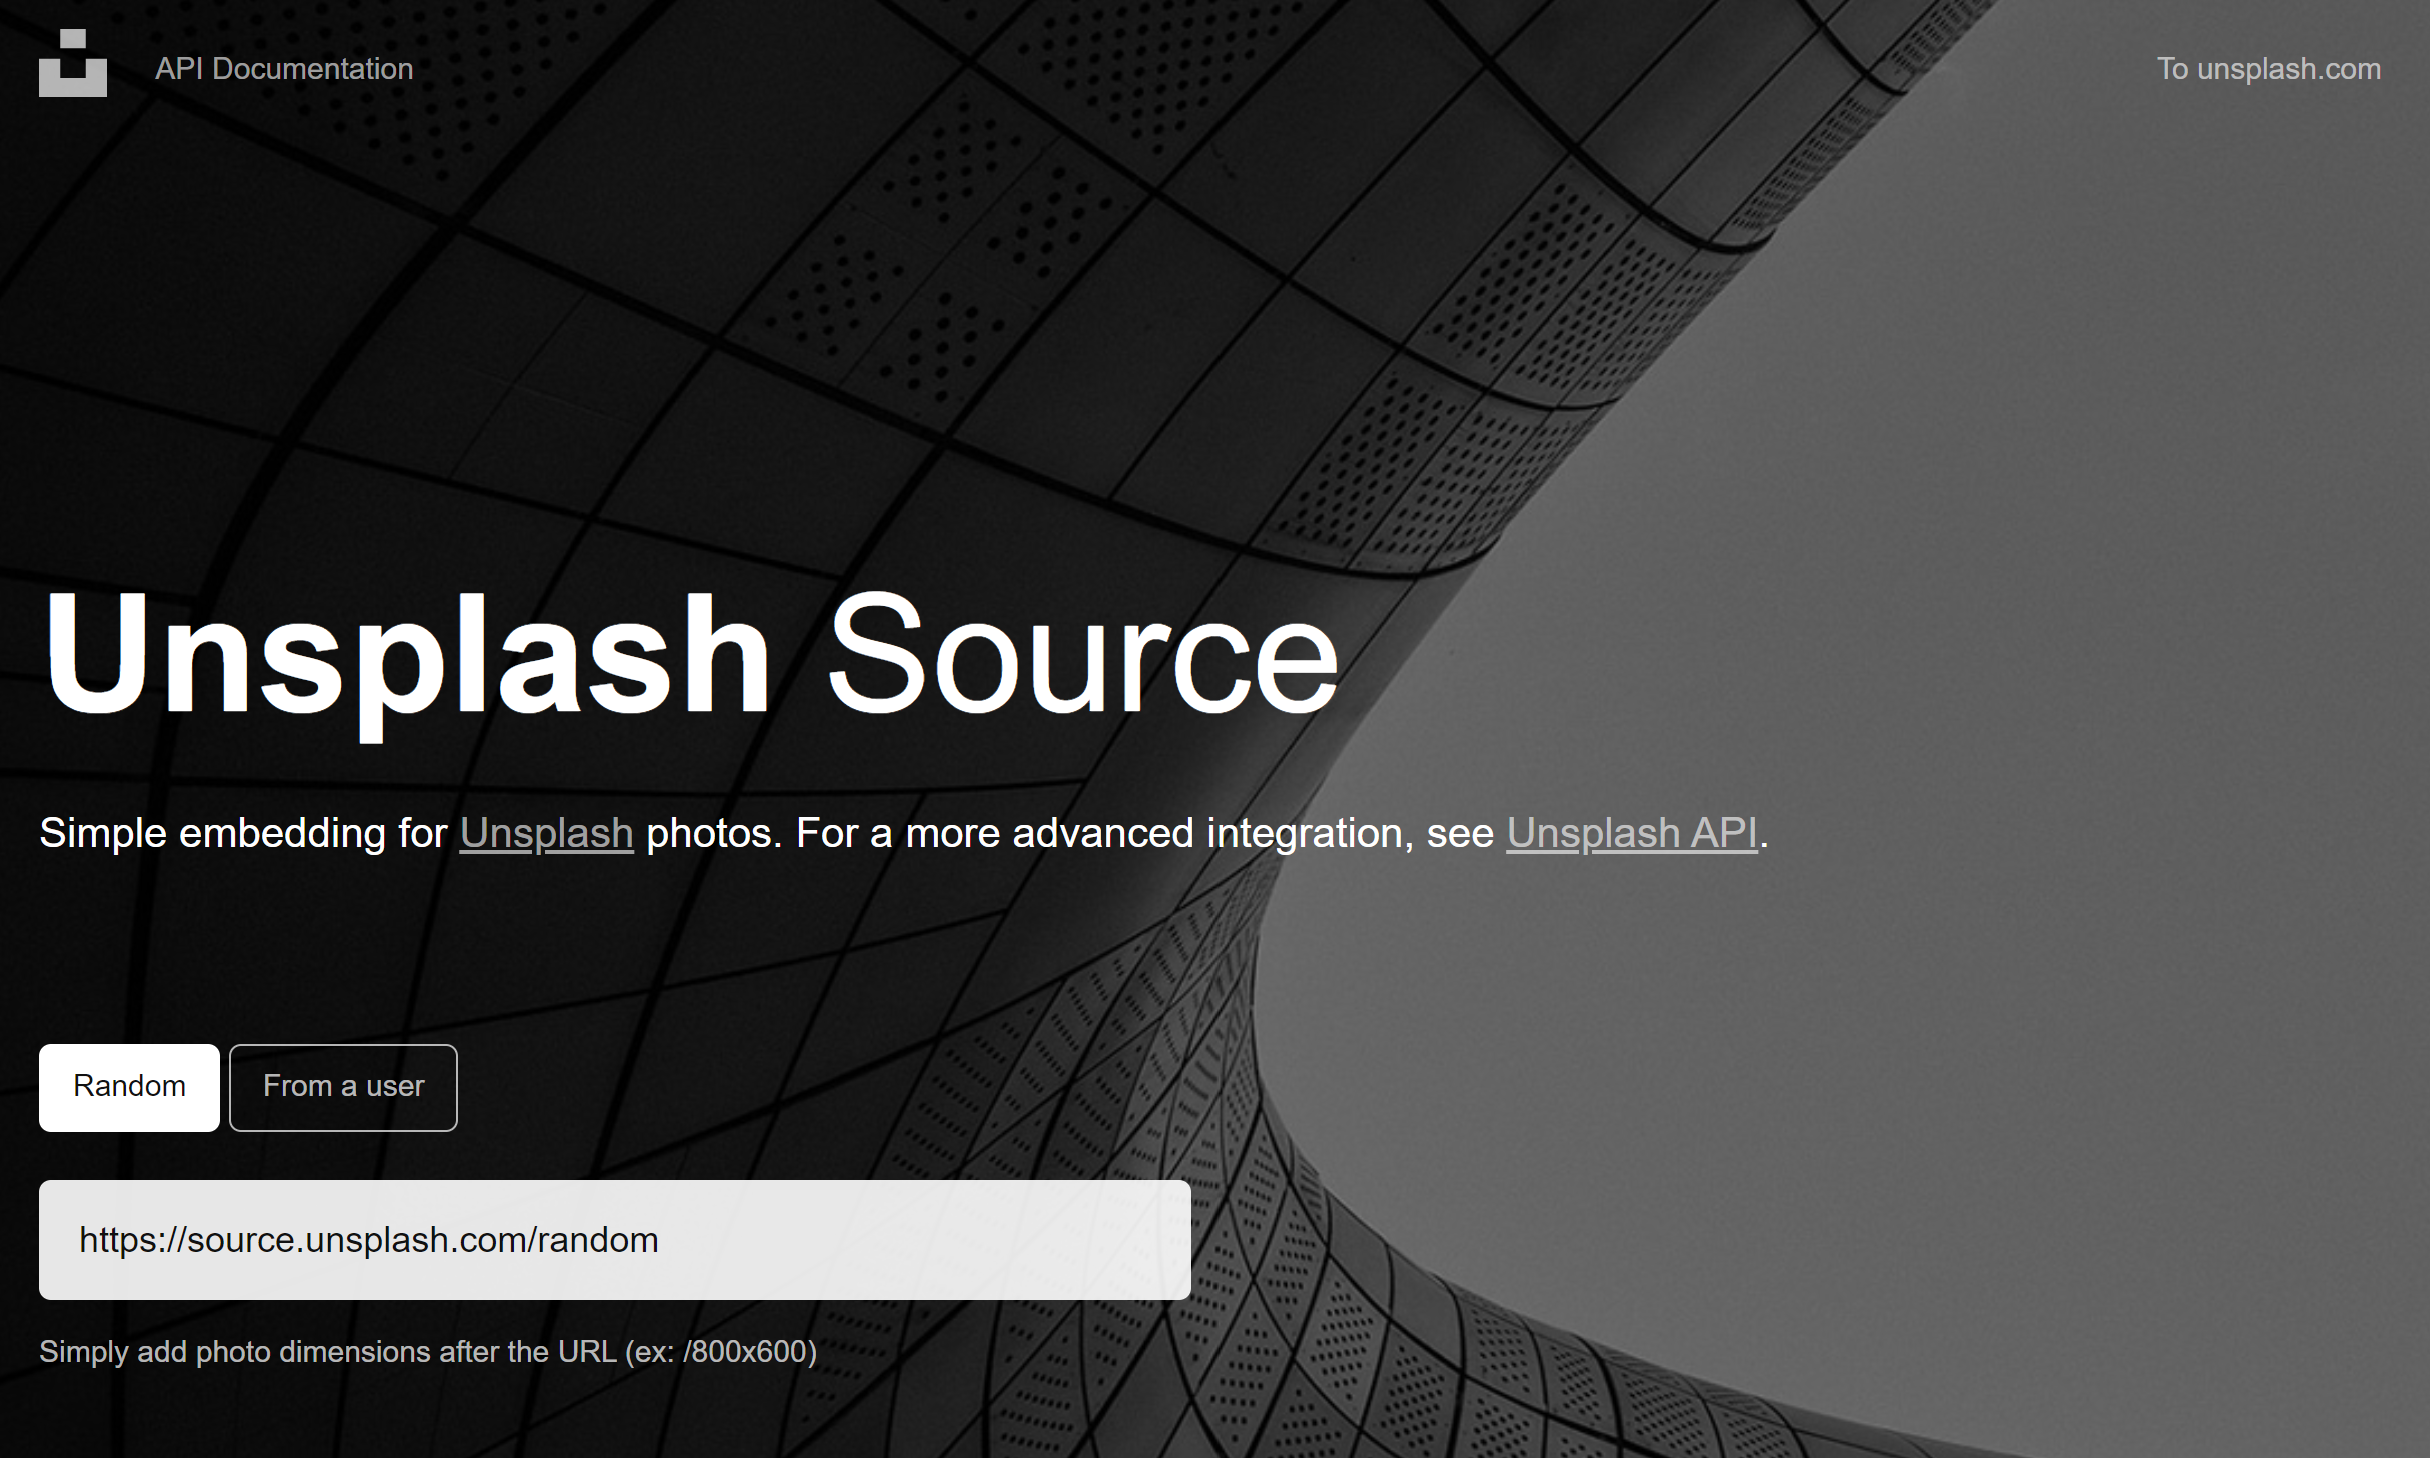 API Documentation
To unsplash.com
Unsplash Source
Simple embedding for Unsplash photos. For a more advanced integration, see Unsplash API.
Random
From a user
https://source.unsplash.com/random
Simply add photo dimensions after the URL (ex: /800x600)